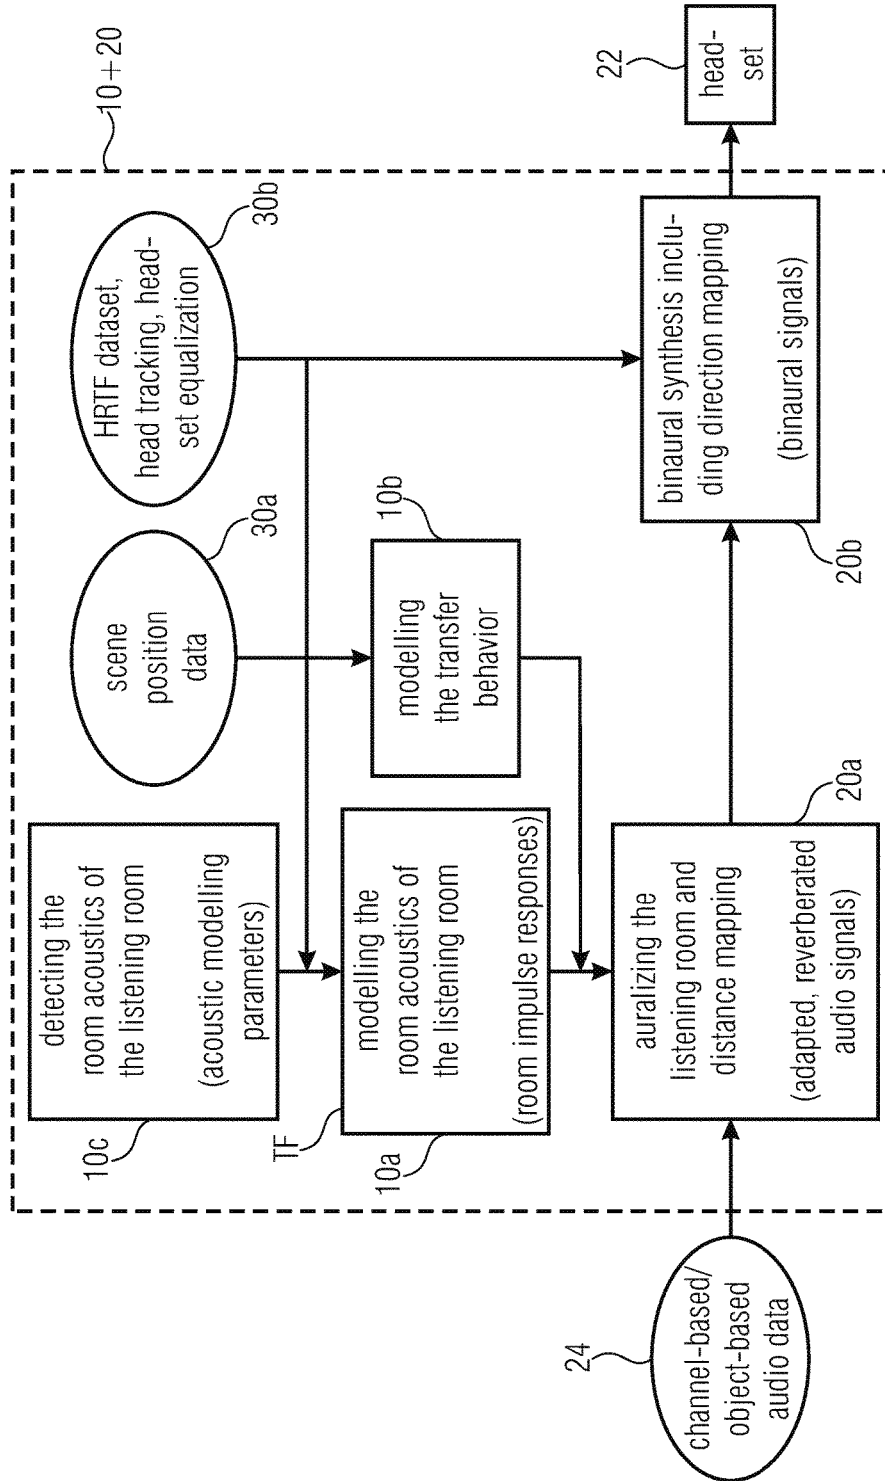 10+20
detecting the
room acoustics of
the listening room
(acoustic modelling
parameters)
10c
scene
position
data
30a
HRTF dataset,
head tracking, head-
set equalization
30b
TF
modelling the
room acoustics of
the listening room
(room impulse responses)
10a
modelling
the transfer
behavior
10b
24
channel-based/
object-based
audio data
auralizing the
listening room and
distance mapping
(adapted, reverberated
audio signals)
20a
binaural synthesis inclu-
ding direction mapping
(binaural signals)
20b
22
head-
set